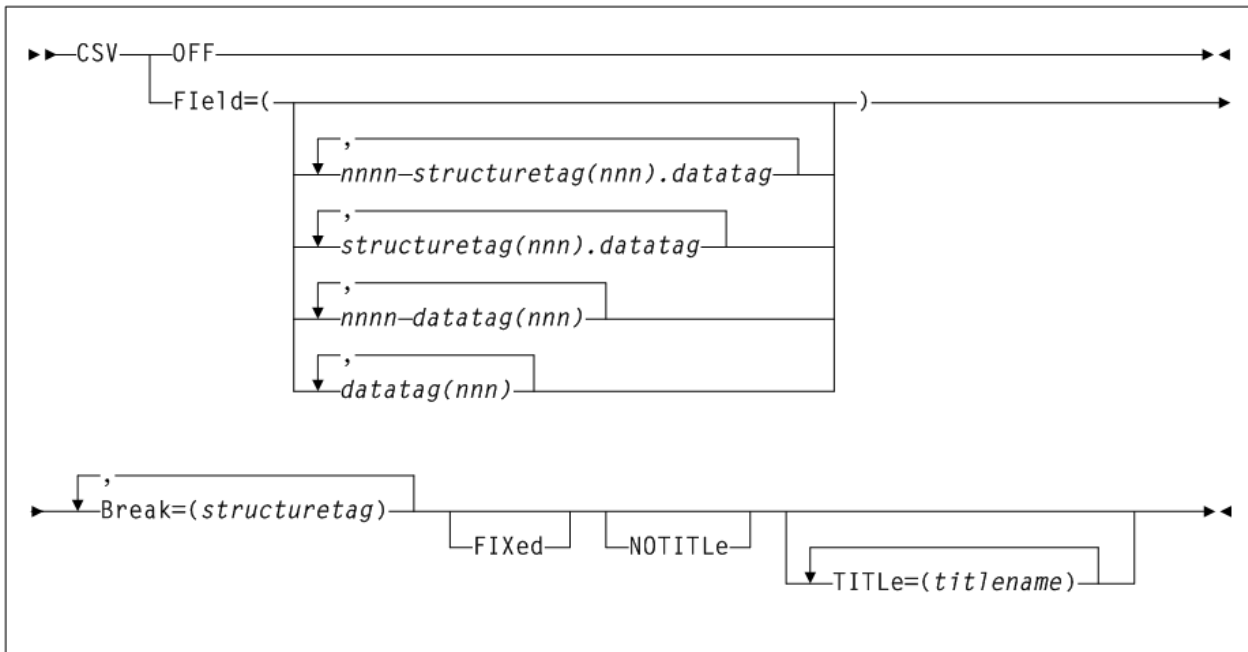 CSV OFF
FIeld=( )
,
nnnn–structuretag(nnn).datatag
,
structuretag(nnn).datatag
,
nnnn–datatag(nnn)
,
datatag(nnn)
,
Break=(structuretag) FIXed NOTITLe TITLe=(titlename)